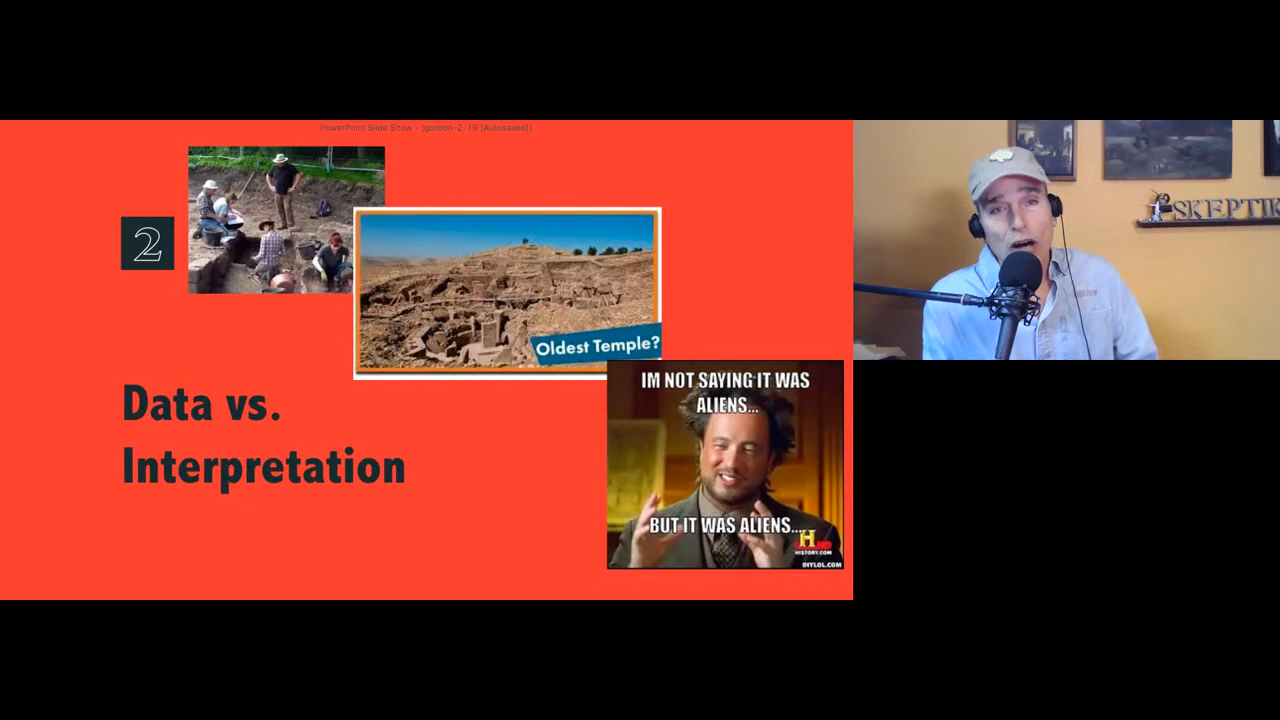 PowerPoint Slide Show - [gordon-2-19 [Autosaved]]
2
Oldest Temple?
Data vs.
Interpretation
IM NOT SAYING IT WAS
ALIENS...
BUT IT WAS ALIENS...
H
HISTORY.COM
DIYLOL.COM
SKEPTIK